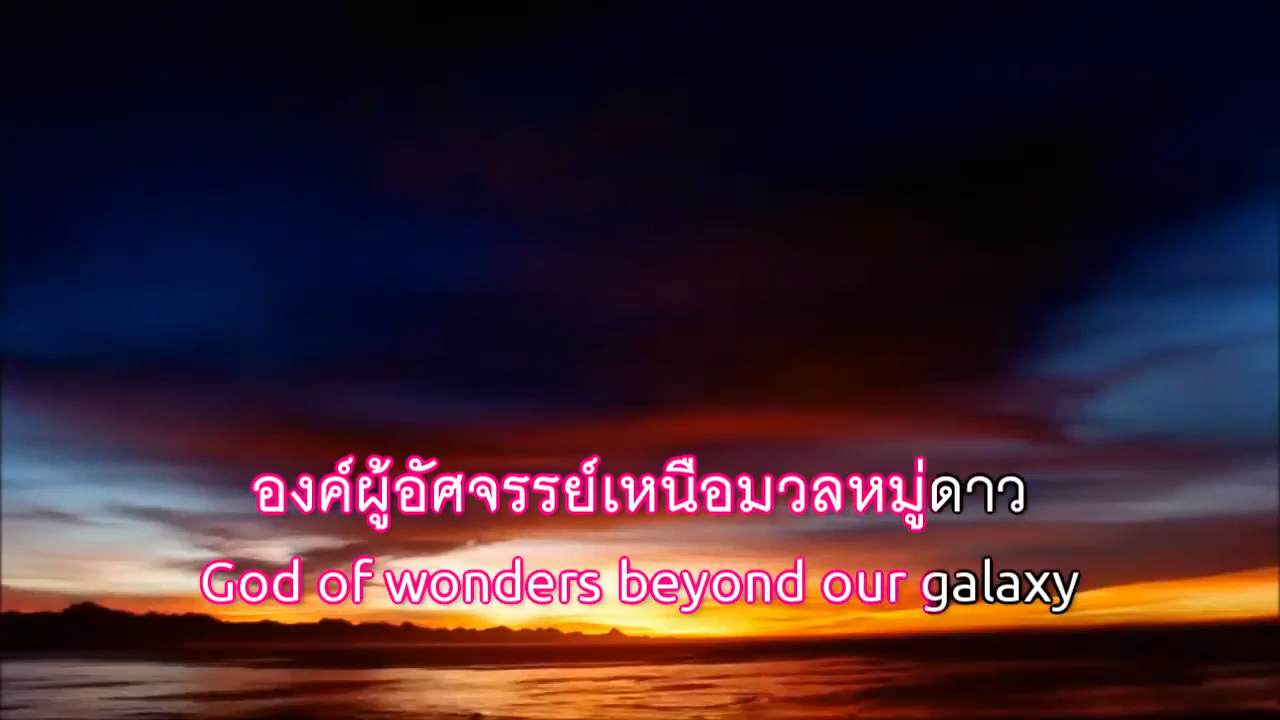 องค์ผู้อัศจรรย์เหนือมวลหมู่ดาว
God of wonders beyond our galaxy